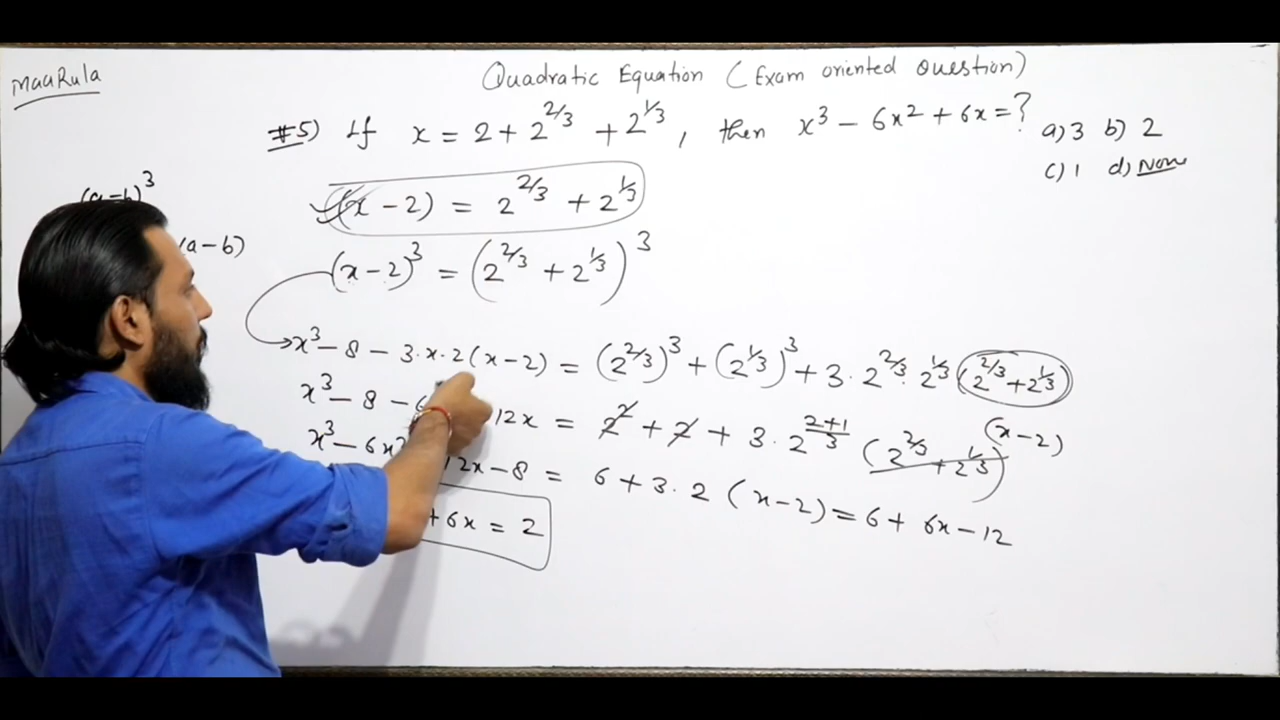 MaaRula
Quadratic Equation (Exam oriented Question)
#5) If x = 2 + 2^{2/3} + 2^{1/3}, then x³ - 6x² + 6x = ?
a) 3 b) 2
c) 1 d) None
(a-b)³
(a-b)
(x-2) = 2^{2/3} + 2^{1/3}
(x-2)³ = (2^{2/3} + 2^{1/3})³
x³ - 8 - 3·x·2(x-2) = (2^{2/3})³ + (2^{1/3})³ + 3·2^{2/3}·2^{1/3}(2^{2/3} + 2^{1/3})
(x-2)
x³ - 8 - 12x = 2² + 2 + 3·2^{(2+1)/3} (2^{2/3} + 2^{1/3})
x³ - 6x² 12x - 8 = 6 + 3·2 (x-2) = 6 + 6x - 12
+ 6x = 2